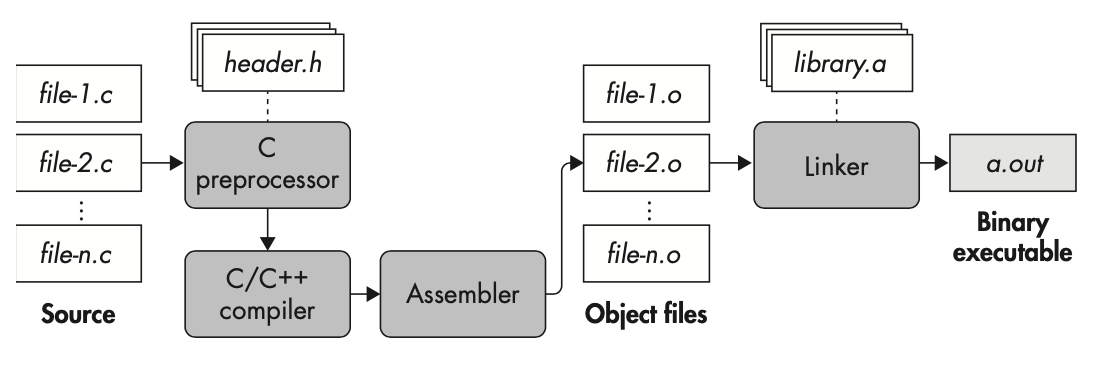 file-1.c
file-2.c
file-n.c
Source
header.h
C
preprocessor
C/C++
compiler
Assembler
file-1.o
file-2.o
file-n.o
Object files
library.a
Linker
a.out
Binary
executable